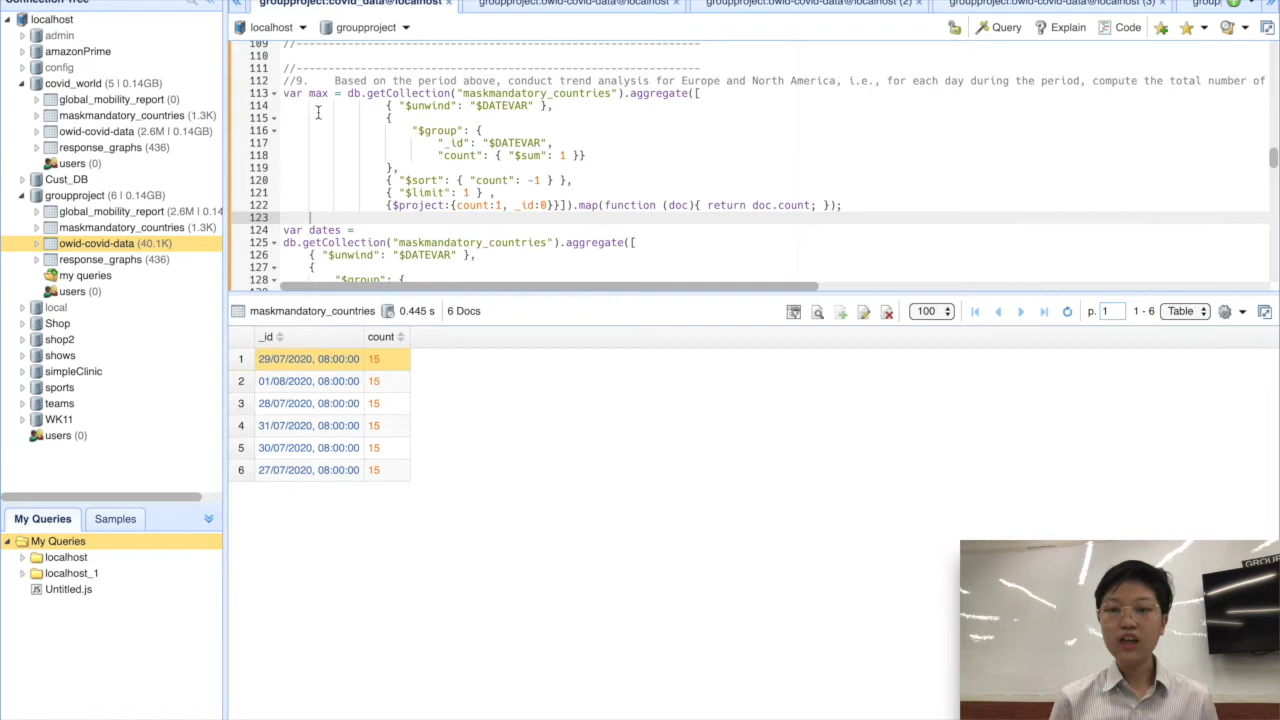 Connection Tree
groupproject:covid_data@localhost
groupproject.owid-covid-data@localhost
groupproject.owid-covid-data@localhost (2)
groupproject.owid-covid-data@localhost (3)
localhost
groupproject
Query
Explain
Code
localhost
admin
amazonPrime
config
covid_world (5 | 0.14GB)
global_mobility_report (0)
maskmandatory_countries (1.3K)
owid-covid-data (2.6M | 0.14GB)
response_graphs (436)
users (0)
Cust_DB
groupproject (6 | 0.14GB)
global_mobility_report (2.6M | 0.14
maskmandatory_countries (1.3K)
owid-covid-data (40.1K)
response_graphs (436)
my queries
users (0)
local
Shop
shop2
shows
simpleClinic
sports
teams
WK11
users (0)
My Queries
Samples
My Queries
localhost
localhost_1
Untitled.js
109 //-------------------------------------------------------------
110
111 //-------------------------------------------------------------
112 //9. Based on the period above, conduct trend analysis for Europe and North America, i.e., for each day during the period, compute the total number of
113 var max = db.getCollection("maskmandatory_countries").aggregate([
114 { "$unwind": "$DATEVAR" },
115 {
116 "$group": {
117 "_id": "$DATEVAR",
118 "count": { "$sum": 1 }}
119 },
120 { "$sort": { "count": -1 } },
121 { "$limit": 1 } ,
122 {$project:{count:1, _id:0}}]).map(function (doc){ return doc.count; });
123
124 var dates =
125 db.getCollection("maskmandatory_countries").aggregate([
126 { "$unwind": "$DATEVAR" },
127 {
128 "$group": {
maskmandatory_countries 0.445 s 6 Docs
100
p. 1
1 - 6
Table
_id count
1 29/07/2020, 08:00:00 15
2 01/08/2020, 08:00:00 15
3 28/07/2020, 08:00:00 15
4 31/07/2020, 08:00:00 15
5 30/07/2020, 08:00:00 15
6 27/07/2020, 08:00:00 15
GROUP